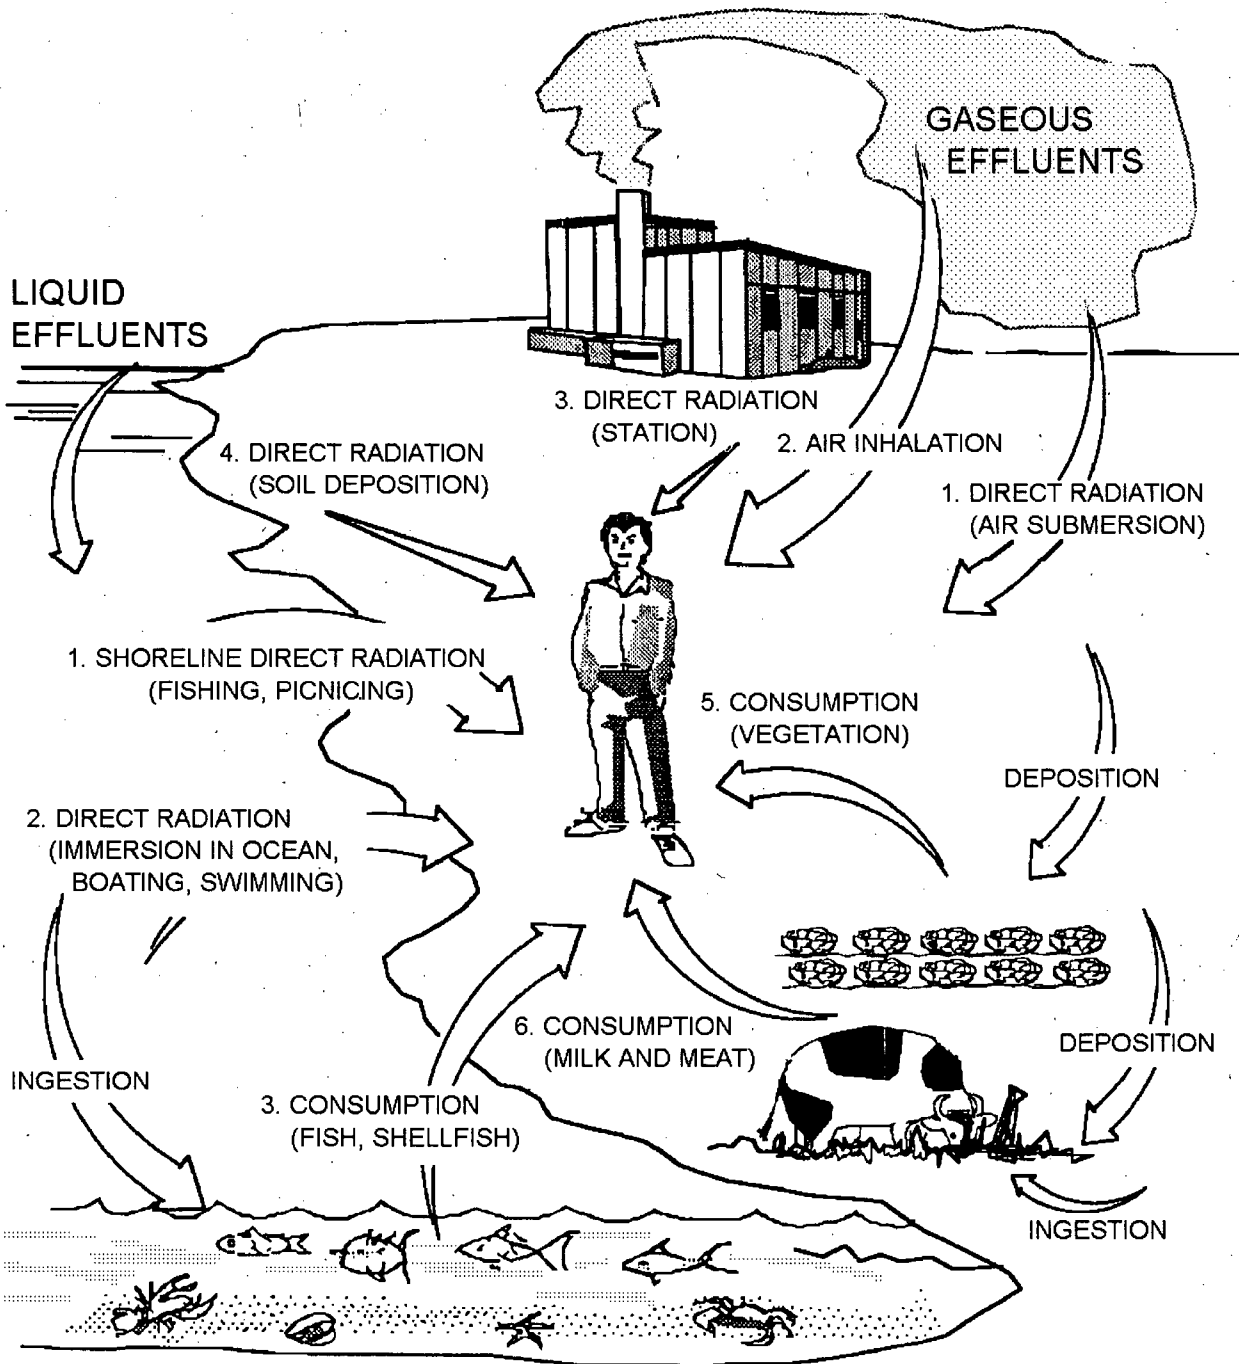 GASEOUS
EFFLUENTS
LIQUID
EFFLUENTS
3. DIRECT RADIATION
(STATION)
2. AIR INHALATION
4. DIRECT RADIATION
(SOIL DEPOSITION)
1. DIRECT RADIATION
(AIR SUBMERSION)
1. SHORELINE DIRECT RADIATION
(FISHING, PICNICING)
5. CONSUMPTION
(VEGETATION)
DEPOSITION
2. DIRECT RADIATION
(IMMERSION IN OCEAN,
BOATING, SWIMMING)
6. CONSUMPTION
(MILK AND MEAT)
DEPOSITION
INGESTION
3. CONSUMPTION
(FISH, SHELLFISH)
INGESTION